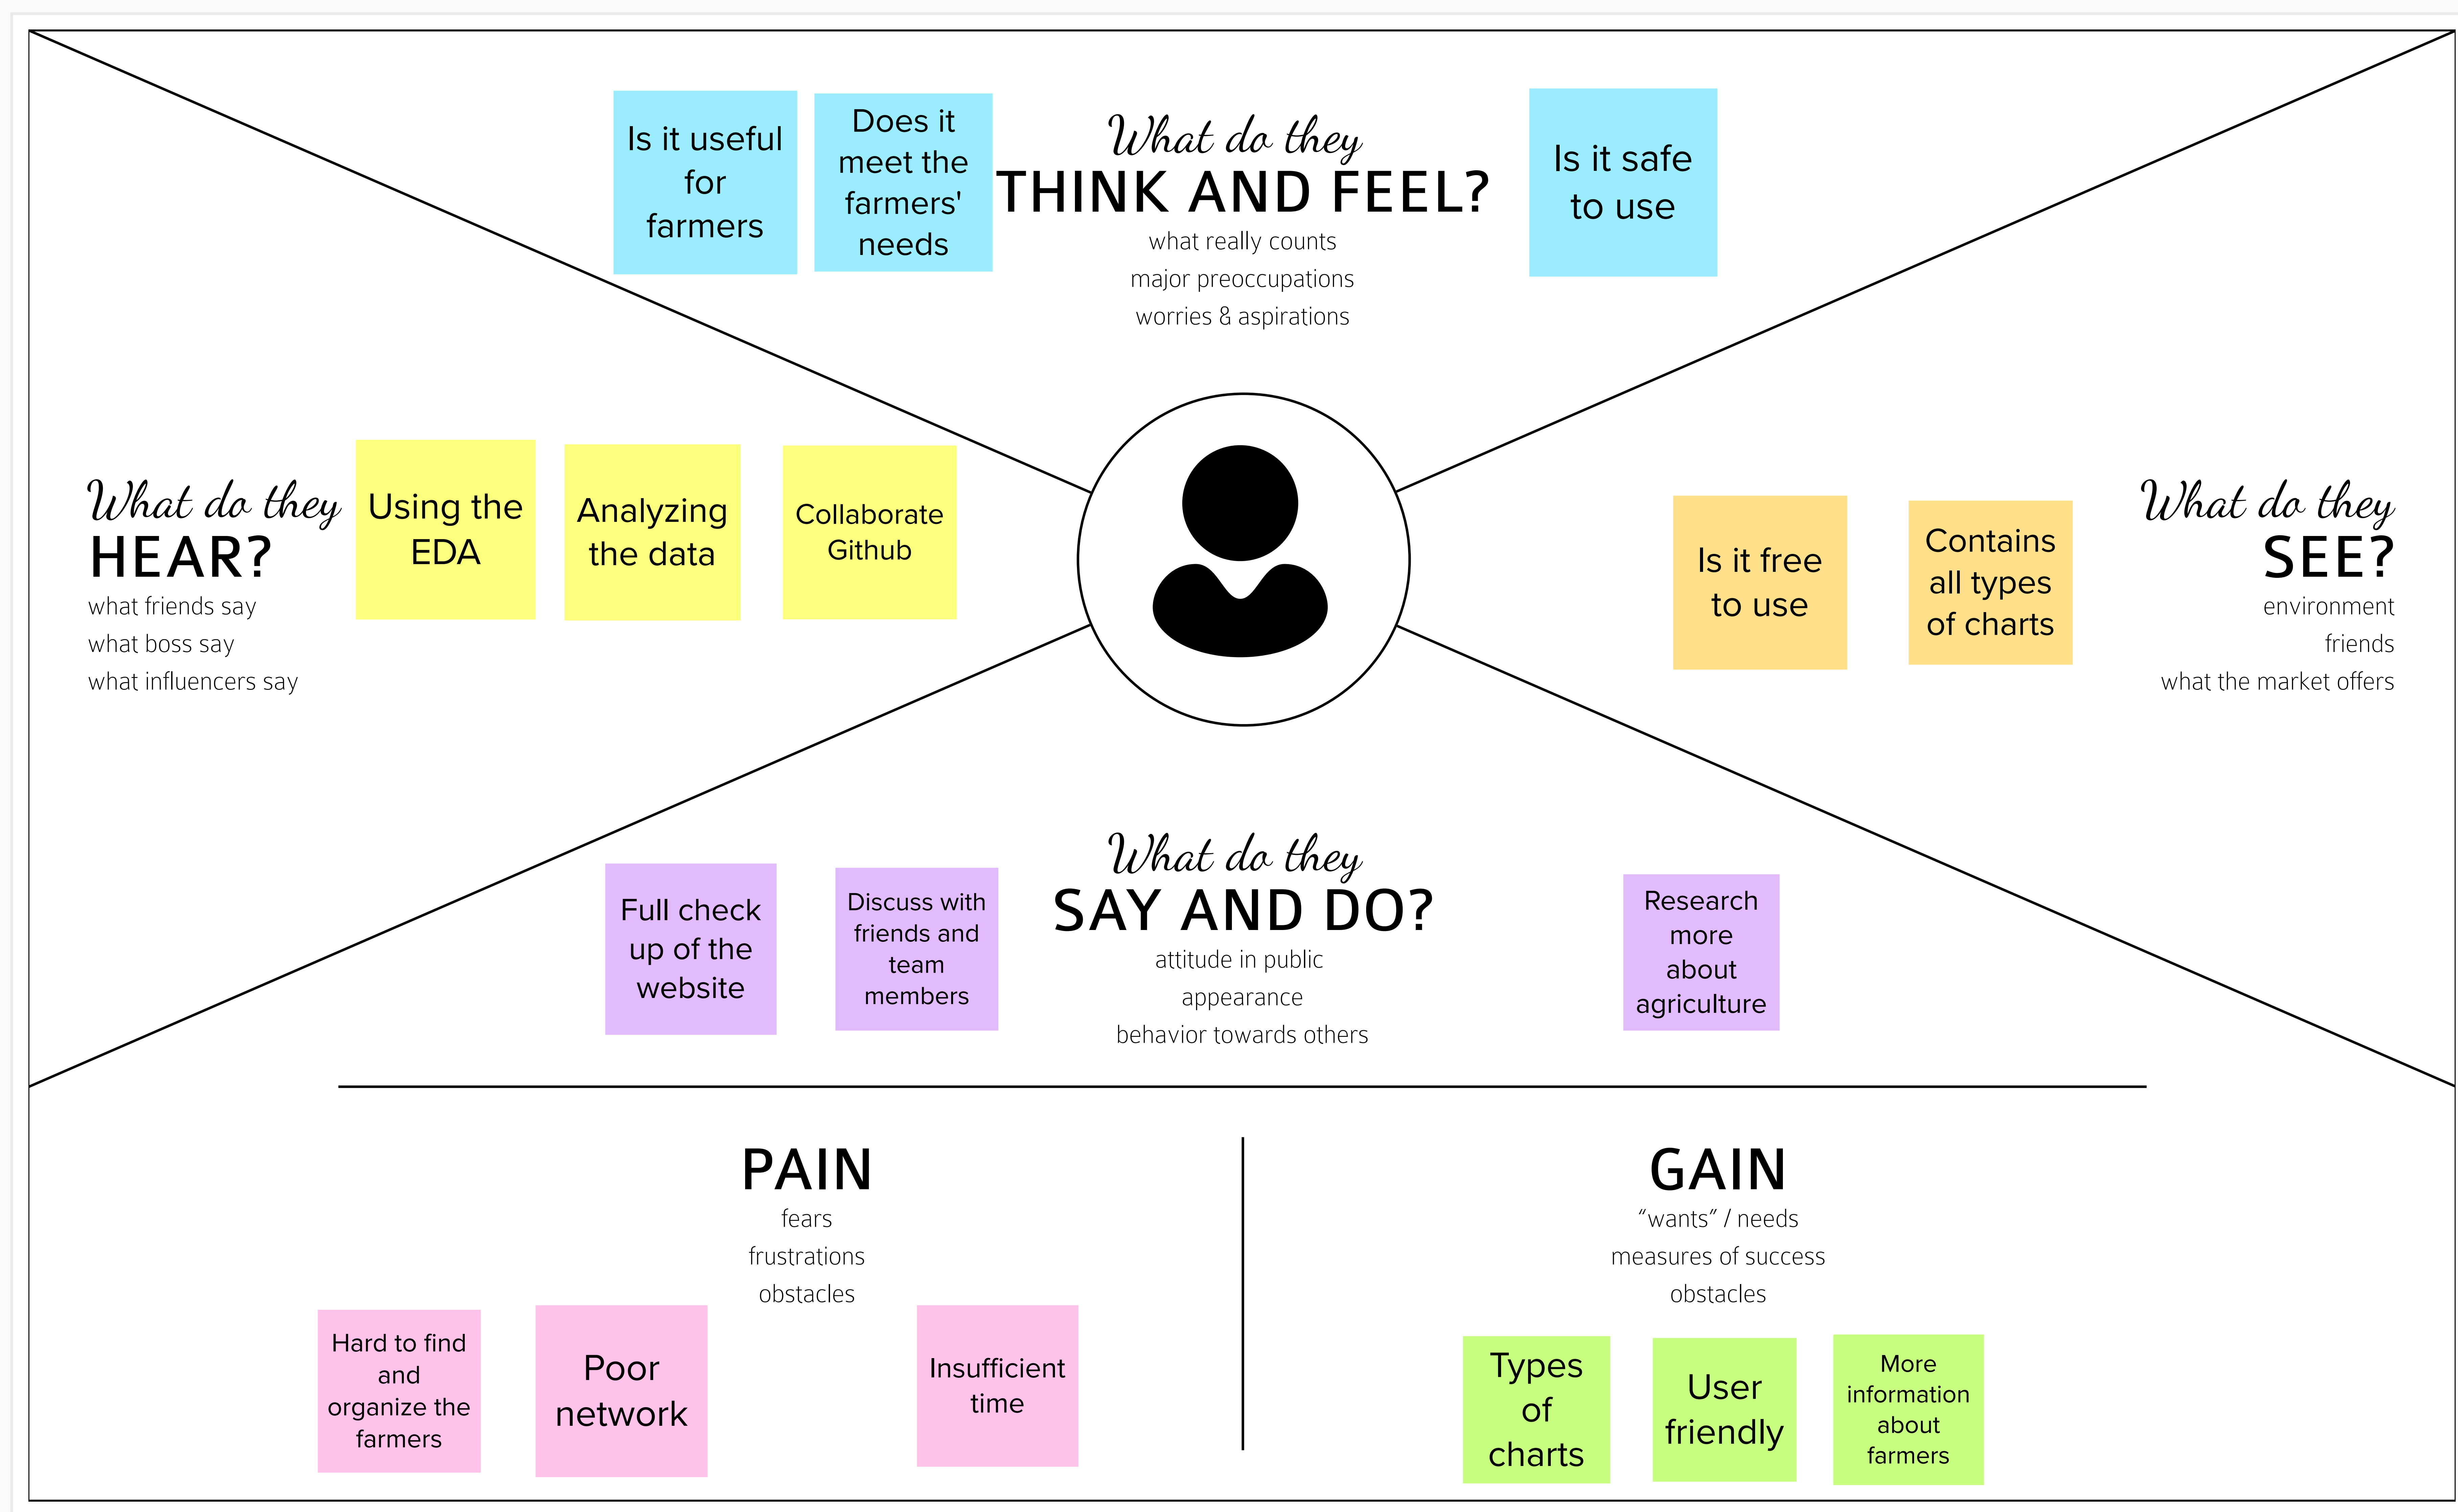 Is it useful
for
farmers
Does it
meet the
farmers'
needs
What do they
THINK AND FEEL?
what really counts
major preoccupations
worries & aspirations
Is it safe
to use
What do they
HEAR?
what friends say
what boss say
what influencers say
Using the
EDA
Analyzing
the data
Collaborate
Github
Is it free
to use
Contains
all types
of charts
What do they
SEE?
environment
friends
what the market offers
Full check
up of the
website
Discuss with
friends and
team
members
What do they
SAY AND DO?
attitude in public
appearance
behavior towards others
Research
more
about
agriculture
PAIN
fears
frustrations
obstacles
Hard to find
and
organize the
farmers
Poor
network
Insufficient
time
GAIN
“wants” / needs
measures of success
obstacles
Types
of
charts
User
friendly
More
information
about
farmers